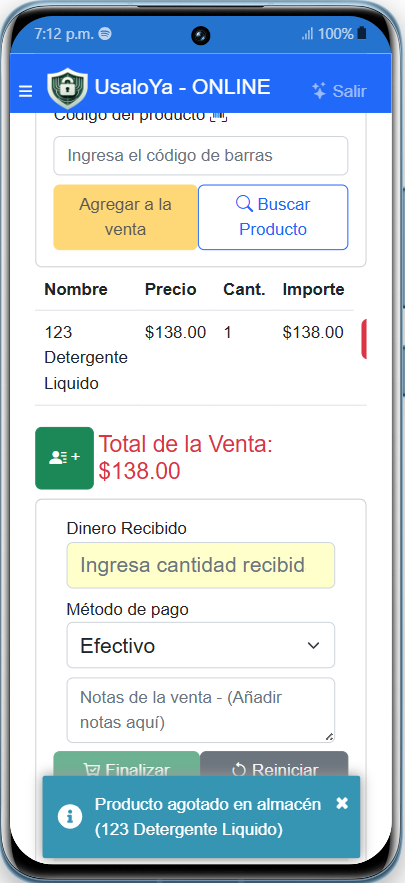 7:12 p.m. 100%
UsaloYa - ONLINE Salir
Código del producto
Ingresa el código de barras
Agregar a la
venta
Buscar
Producto
Nombre Precio Cant. Importe
123 $138.00 1 $138.00
Detergente
Liquido
+ Total de la Venta:
$138.00
Dinero Recibido
Ingresa cantidad recibid
Método de pago
Efectivo
Notas de la venta - (Añadir
notas aquí)
Finalizar Reiniciar
Producto agotado en almacén
(123 Detergente Liquido)